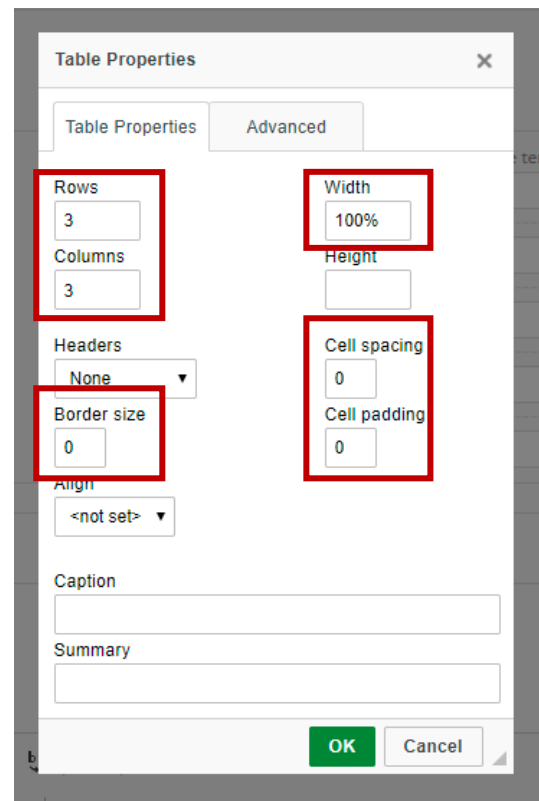 Table Properties ×
Table Properties Advanced
Rows Width
3 100%
Columns Height
3
Headers Cell spacing
None 0
Border size Cell padding
0 0
Align
<not set>
Caption
Summary
OK Cancel
te
b